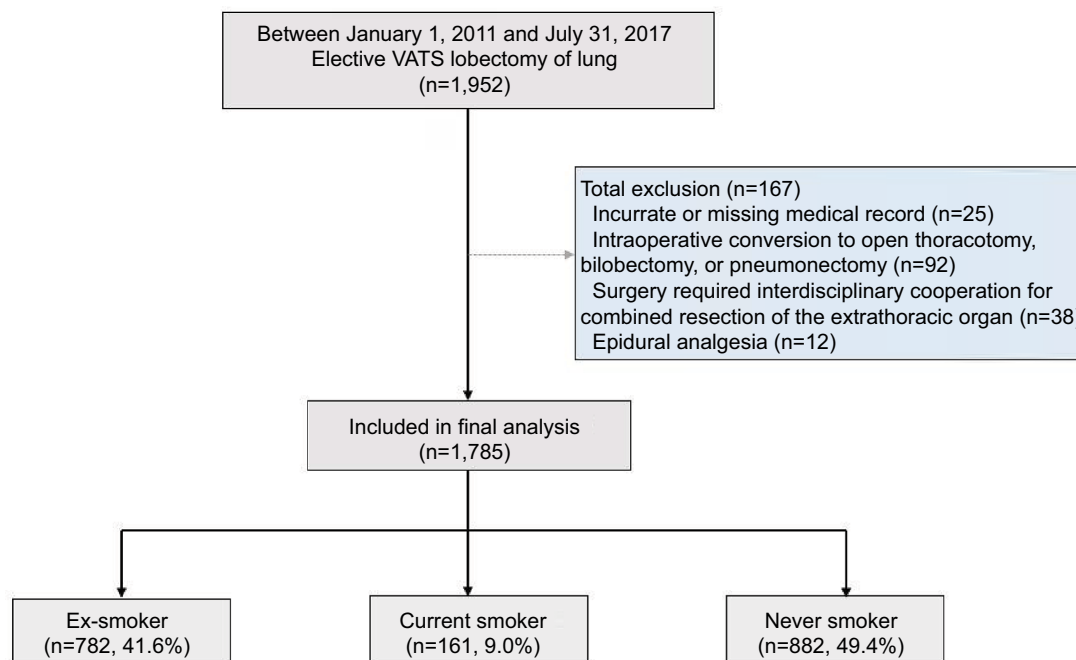 Between January 1, 2011 and July 31, 2017
Elective VATS lobectomy of lung
(n=1,952)
Total exclusion (n=167)
Incurrate or missing medical record (n=25)
Intraoperative conversion to open thoracotomy,
bilobectomy, or pneumonectomy (n=92)
Surgery required interdisciplinary cooperation for
combined resection of the extrathoracic organ (n=38)
Epidural analgesia (n=12)
Included in final analysis
(n=1,785)
Ex-smoker
(n=782, 41.6%)
Current smoker
(n=161, 9.0%)
Never smoker
(n=882, 49.4%)